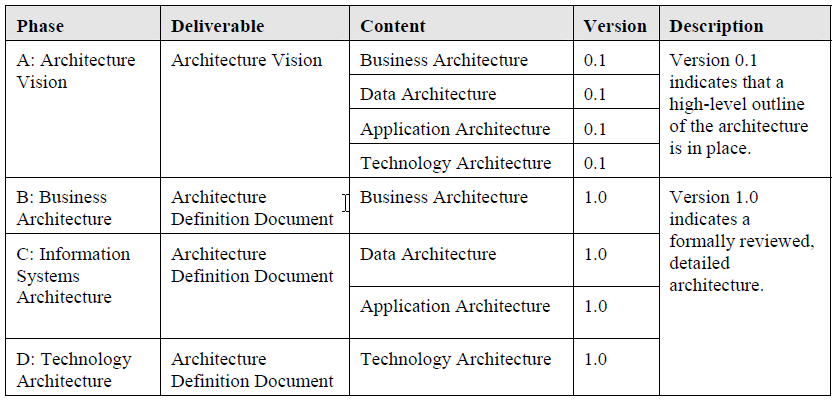 Phase Deliverable Content Version Description
A: Architecture
Vision
Architecture Vision
Business Architecture 0.1
Data Architecture 0.1
Application Architecture 0.1
Technology Architecture 0.1
Version 0.1
indicates that a
high-level outline
of the architecture
is in place.
B: Business
Architecture
Architecture
Definition Document
Business Architecture 1.0
Version 1.0
indicates a
formally reviewed,
detailed
architecture.
C: Information
Systems
Architecture
Architecture
Definition Document
Data Architecture 1.0
Application Architecture 1.0
D: Technology
Architecture
Architecture
Definition Document
Technology Architecture 1.0